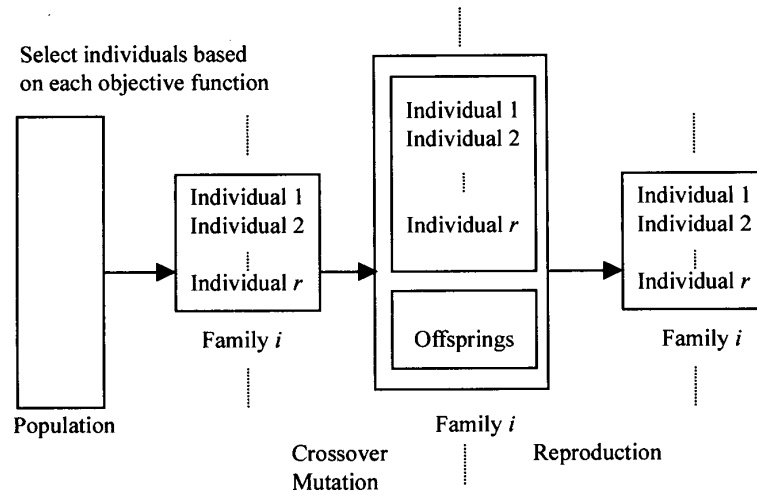 Select individuals based
on each objective function
Population
Individual 1
Individual 2
Individual r
Family i
Crossover
Mutation
Individual 1
Individual 2
Individual r
Offsprings
Family i
Reproduction
Individual 1
Individual 2
Individual r
Family i